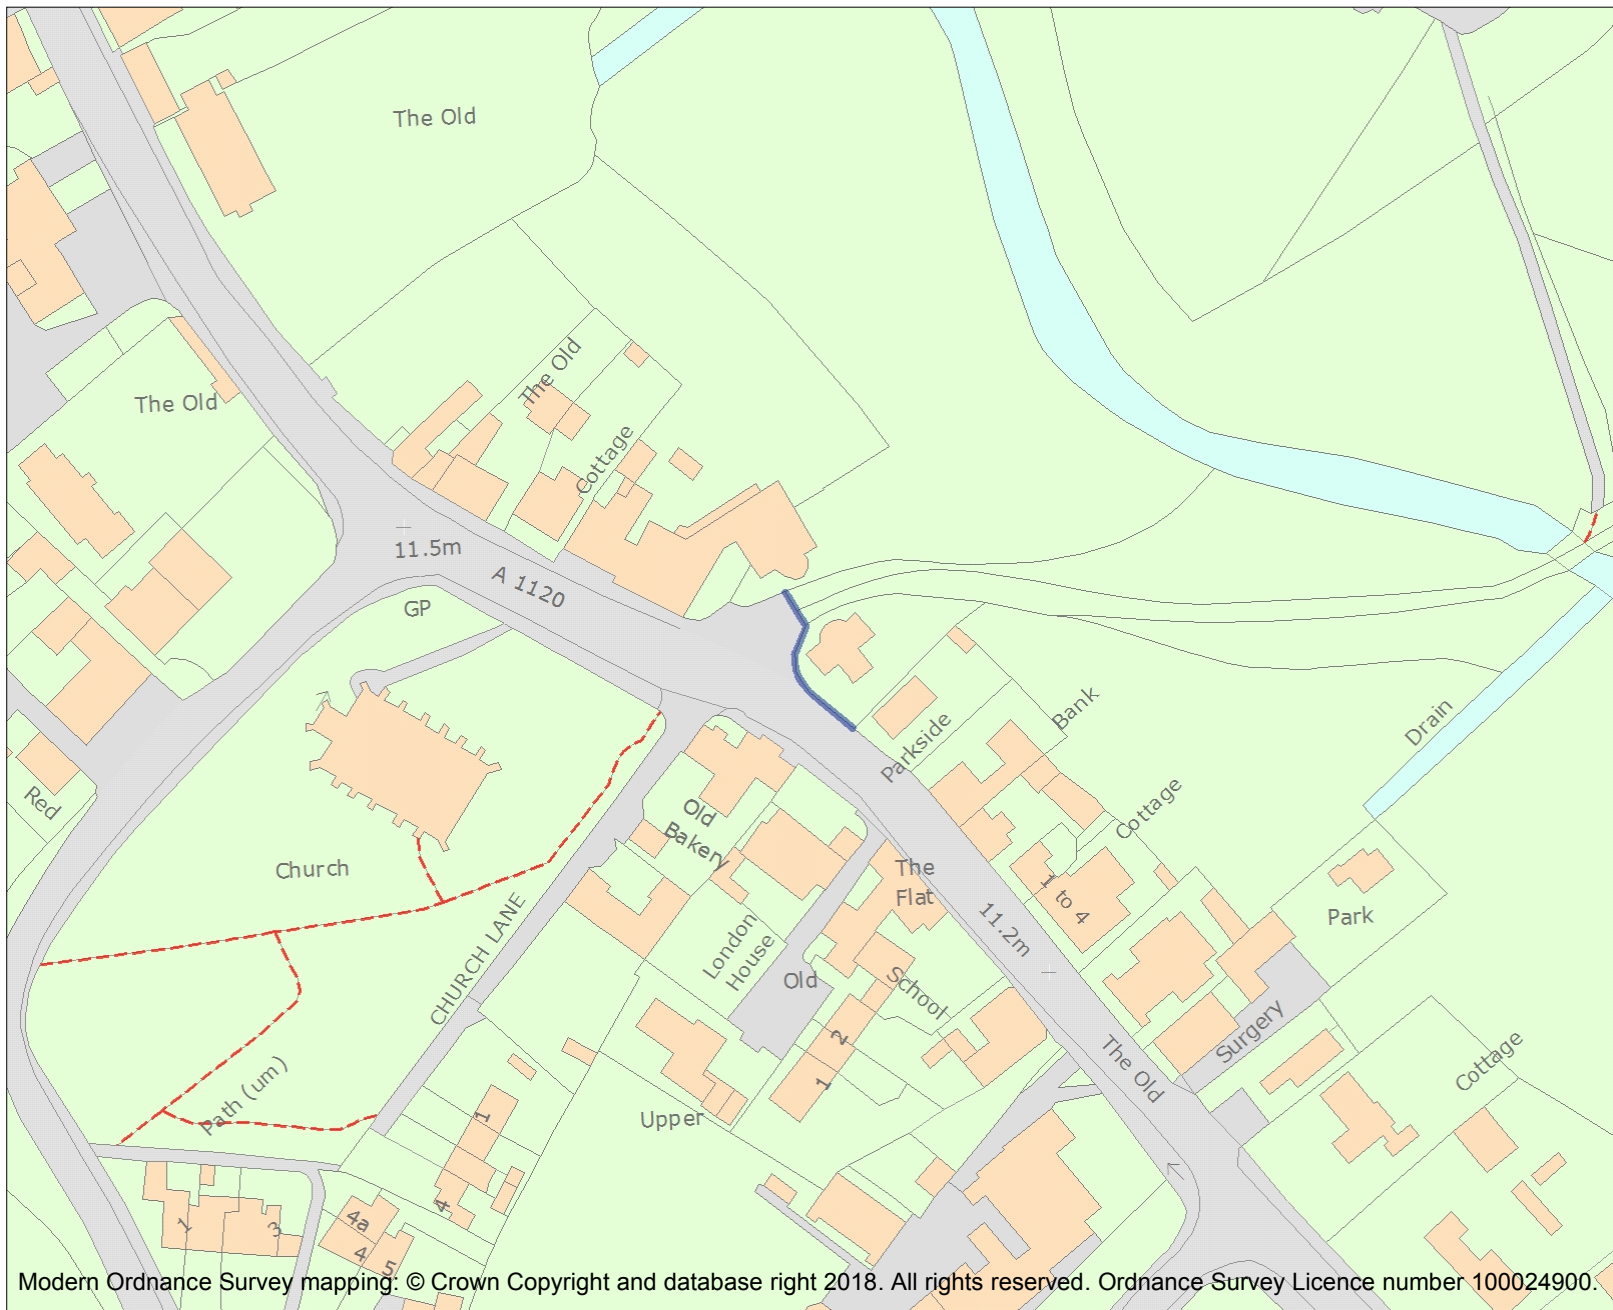 The Old
The Old
The Old
Cottage
11.5m
A 1120
GP
Parkside
Bank
Drain
Red
Old
Bakery
Cottage
Church
The
Flat
1 to 4
Park
London
House
11.2m
CHURCH LANE
Old
School
Surgery
2
1
The Old
Cottage
Path (um)
Upper
1
4
1
3
4a
4
5
Modern Ordnance Survey mapping: © Crown Copyright and database right 2018. All rights reserved. Ordnance Survey Licence number 100024900.